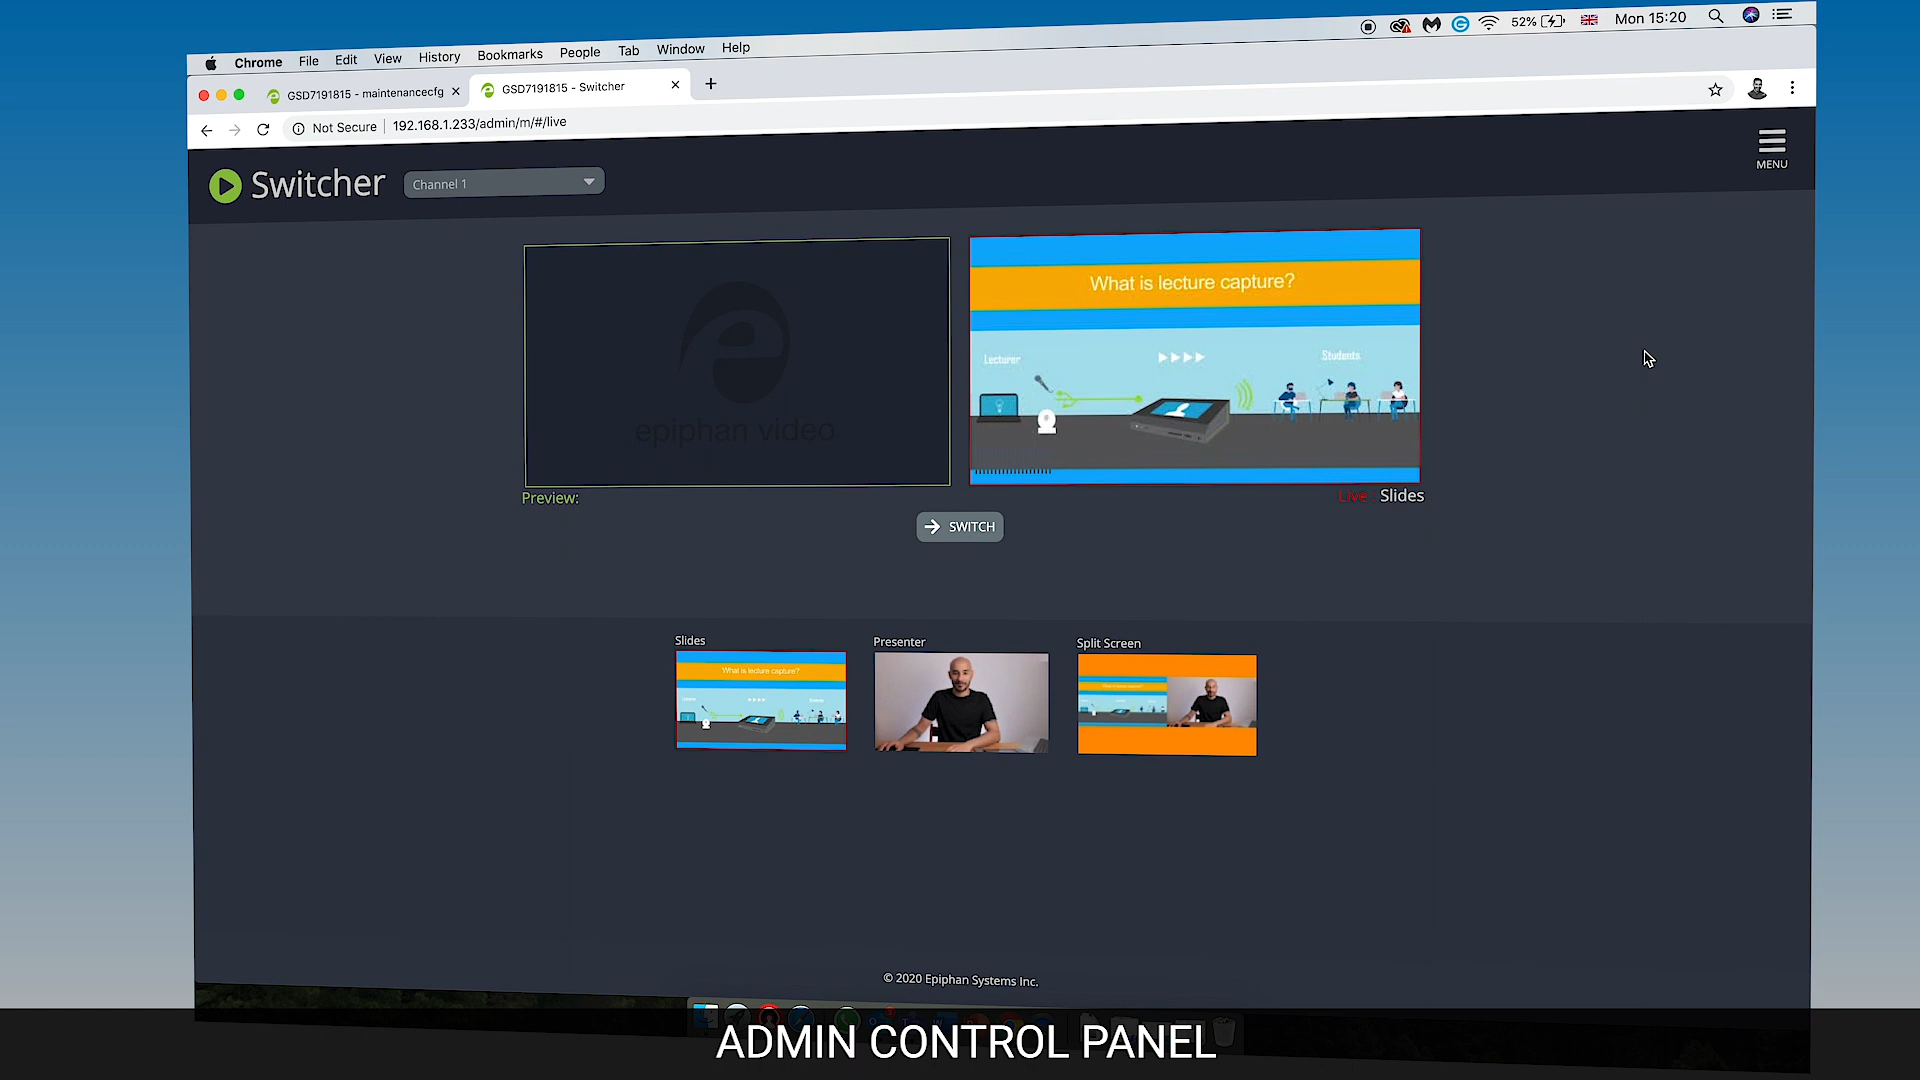 Chrome File Edit View History Bookmarks People Tab Window Help
52% Mon 15:20
GSD7191815 - maintenancecfg
GSD7191815 - Switcher
Not Secure 192.168.1.233/admin/m/#/live
Switcher
Channel 1
MENU
epiphan video
What is lecture capture?
Lecturer
Students
Preview:
Live Slides
SWITCH
Slides
Presenter
Split Screen
What is lecture capture?
© 2020 Epiphan Systems Inc.
ADMIN CONTROL PANEL